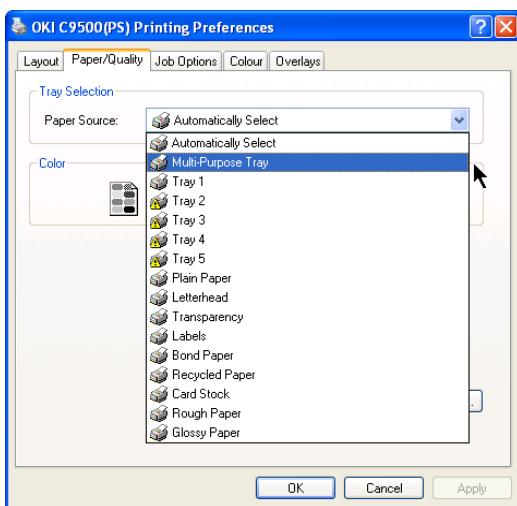 OKI C9500(PS) Printing Preferences
Layout Paper/Quality Job Options Colour Overlays
Tray Selection
Paper Source: Automatically Select
Automatically Select
Color
Multi-Purpose Tray
Tray 1
Tray 2
Tray 3
Tray 4
Tray 5
Plain Paper
Letterhead
Transparency
Labels
Bond Paper
Recycled Paper
Card Stock
Rough Paper
Glossy Paper
OK Cancel Apply